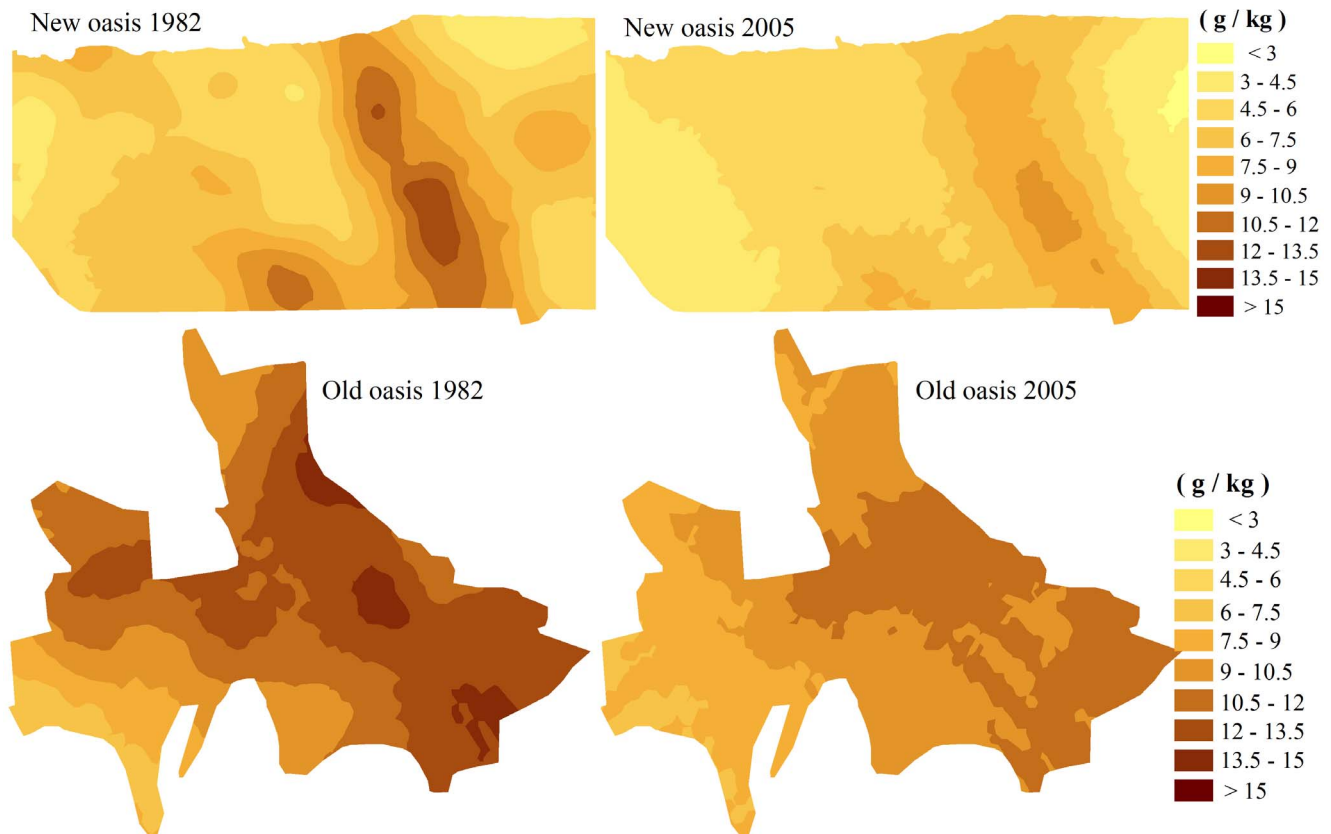 New oasis 1982
New oasis 2005
( g / kg )
< 3
3 - 4.5
4.5 - 6
6 - 7.5
7.5 - 9
9 - 10.5
10.5 - 12
12 - 13.5
13.5 - 15
> 15
Old oasis 1982
Old oasis 2005
( g / kg )
< 3
3 - 4.5
4.5 - 6
6 - 7.5
7.5 - 9
9 - 10.5
10.5 - 12
12 - 13.5
13.5 - 15
> 15